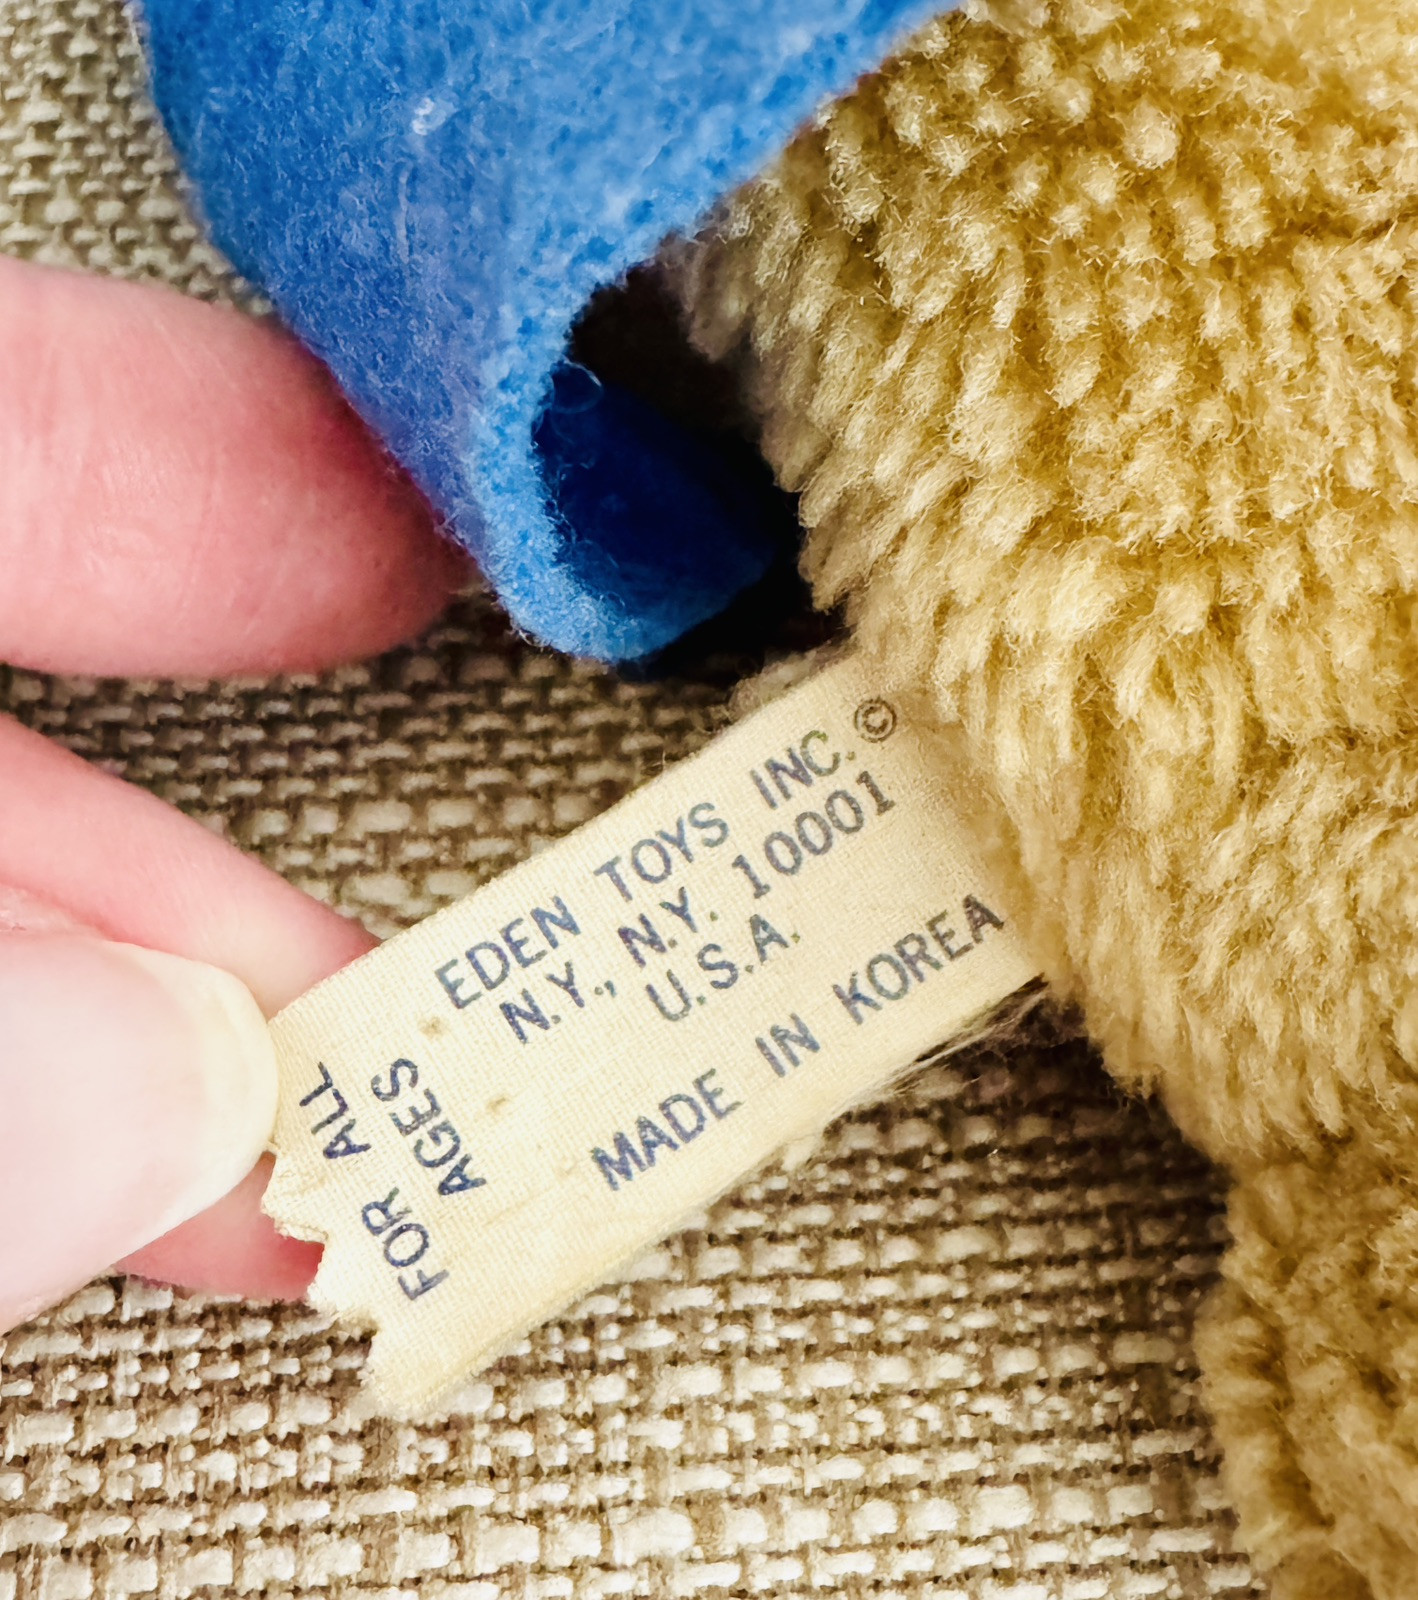 EDEN TOYS INC.©
N.Y., N.Y. 10001
U.S.A.
MADE IN KOREA
FOR ALL
AGES